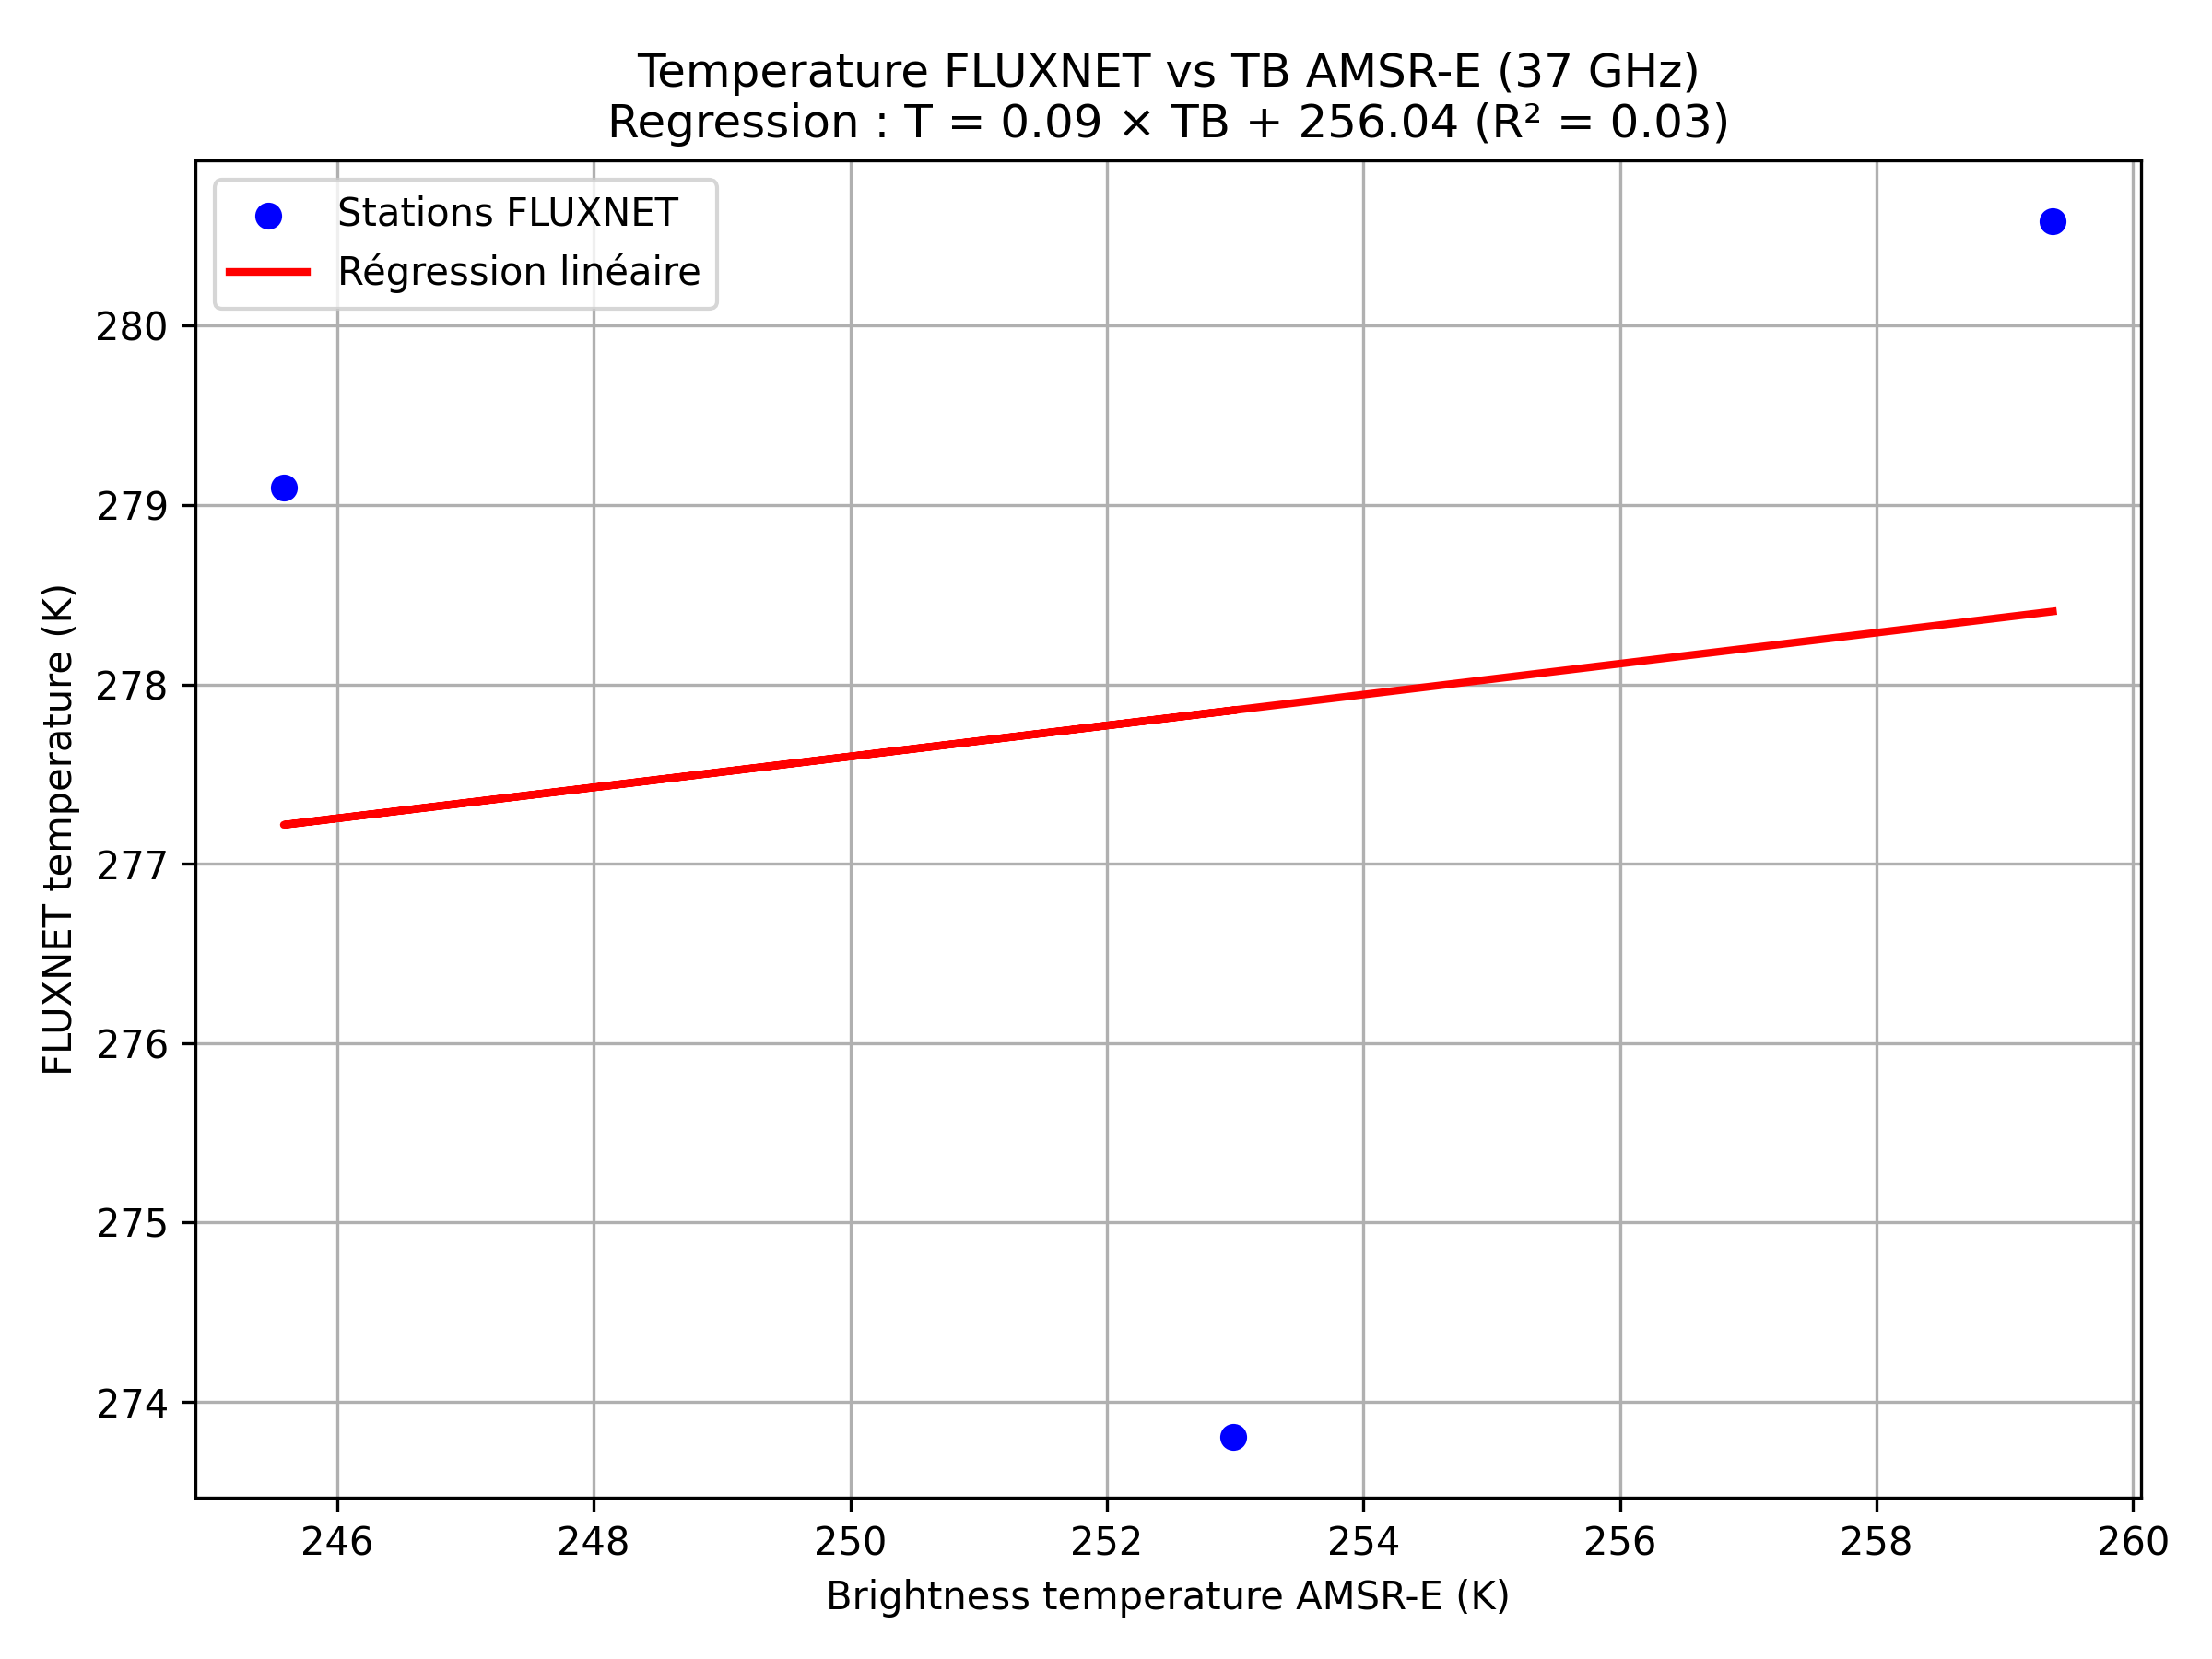 Temperature FLUXNET vs TB AMSR-E (37 GHz)
Regression : T = 0.09 × TB + 256.04 (R² = 0.03)
Stations FLUXNET
Régression linéaire
FLUXNET temperature (K)
280
279
278
277
276
275
274
246 248 250 252 254 256 258 260
Brightness temperature AMSR-E (K)